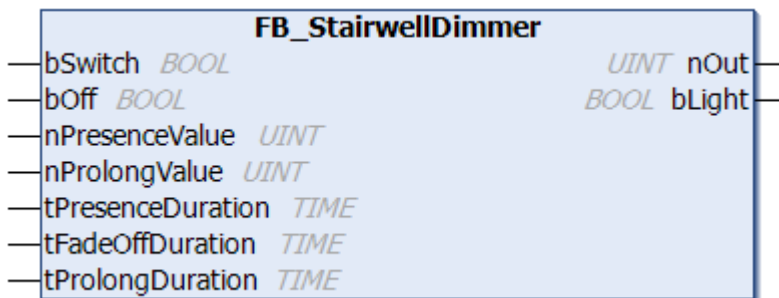 FB_StairwellDimmer
bSwitch BOOL UINT nOut
bOff BOOL BOOL bLight
nPresenceValue UINT
nProlongValue UINT
tPresenceDuration TIME
tFadeOffDuration TIME
tProlongDuration TIME